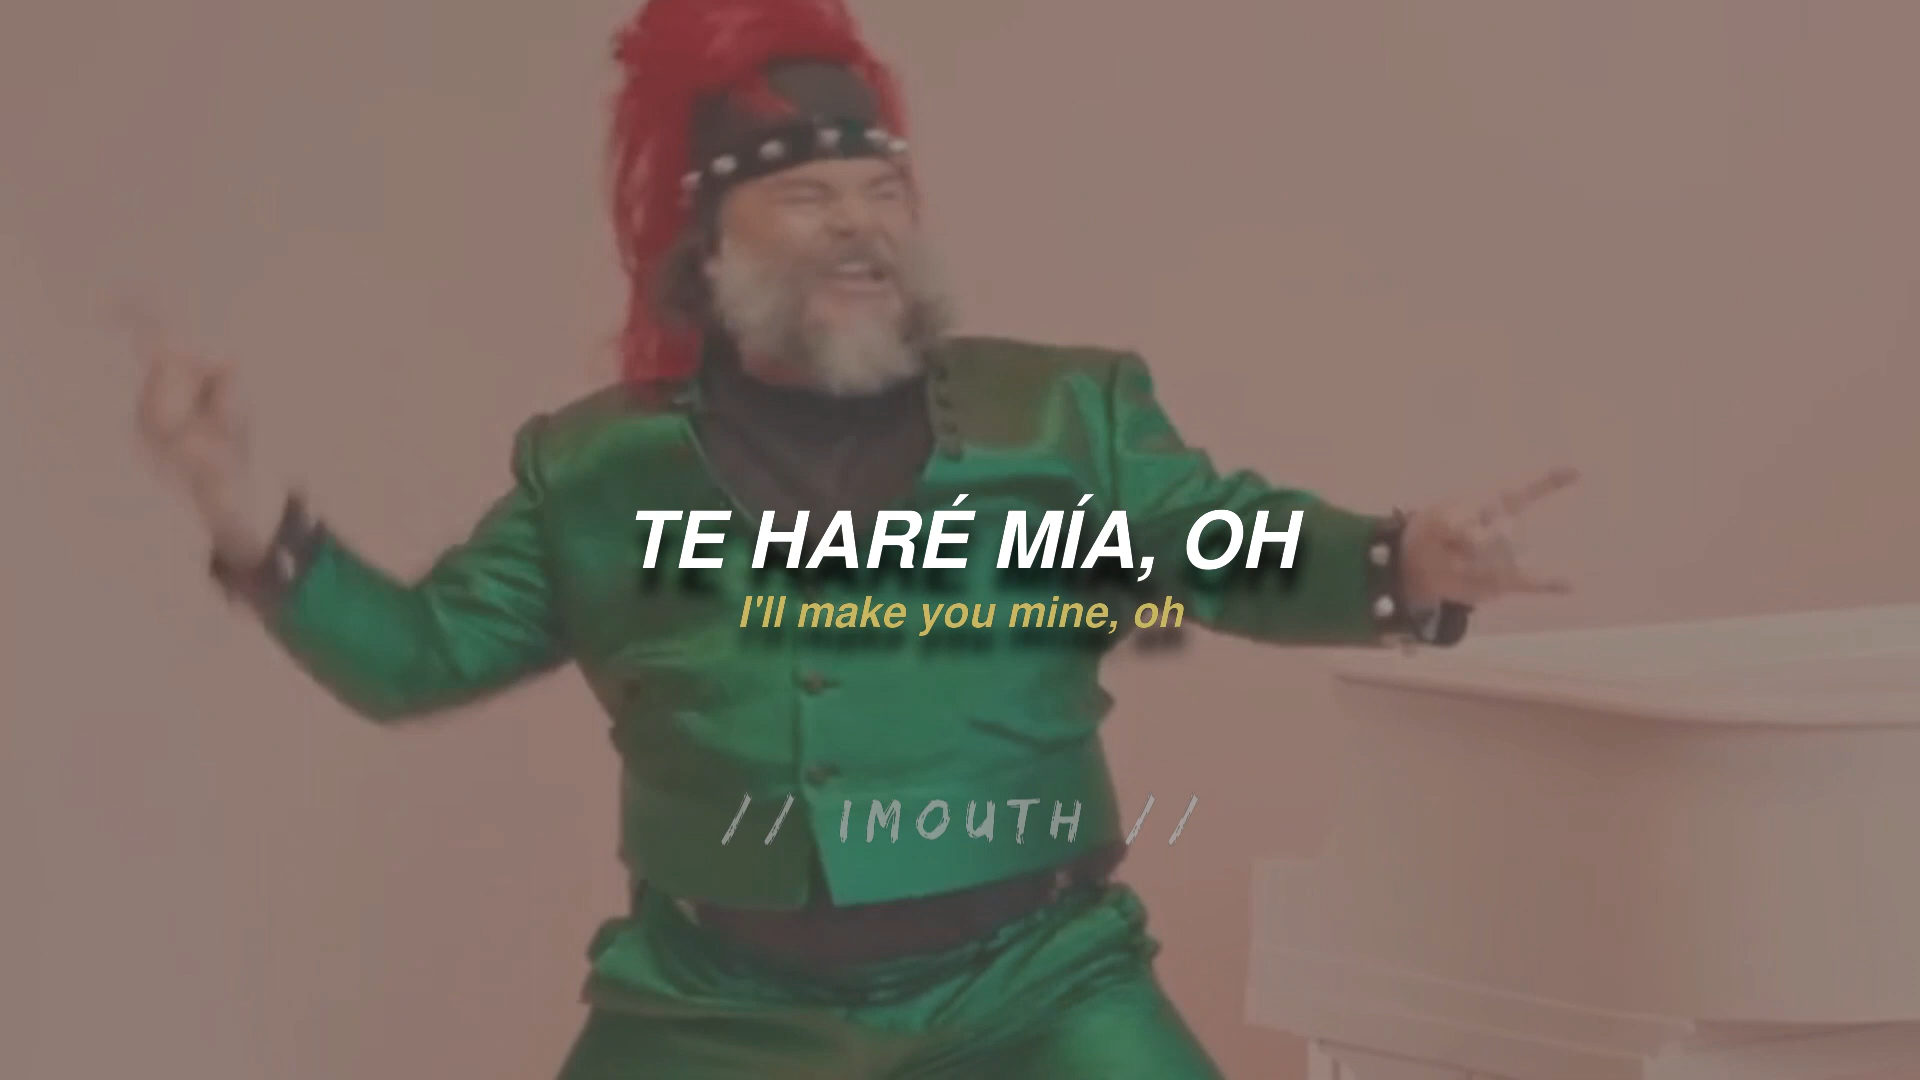 TE HARÉ MÍA, OH
I'll make you mine, oh
// IMOUTH //